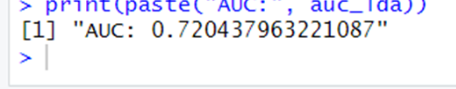 > print(paste("AUC:", auc_lda))
[1] "AUC: 0.720437963221087"
>